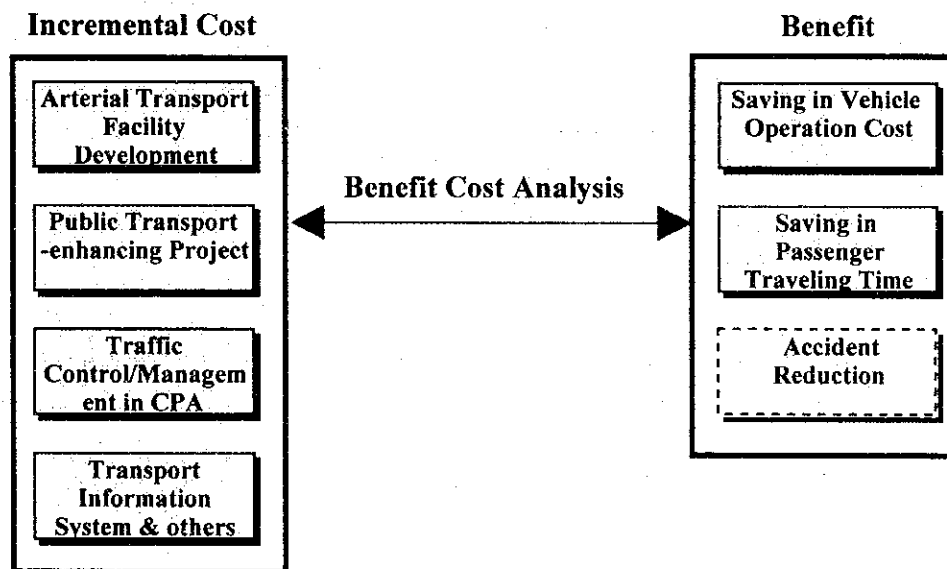 Incremental Cost
Arterial Transport
Facility
Development
Public Transport
-enhancing Project
Traffic
Control/Managem
ent in CPA
Transport
Information
System & others
Benefit Cost Analysis
Benefit
Saving in Vehicle
Operation Cost
Saving in
Passenger
Traveling Time
Accident
Reduction